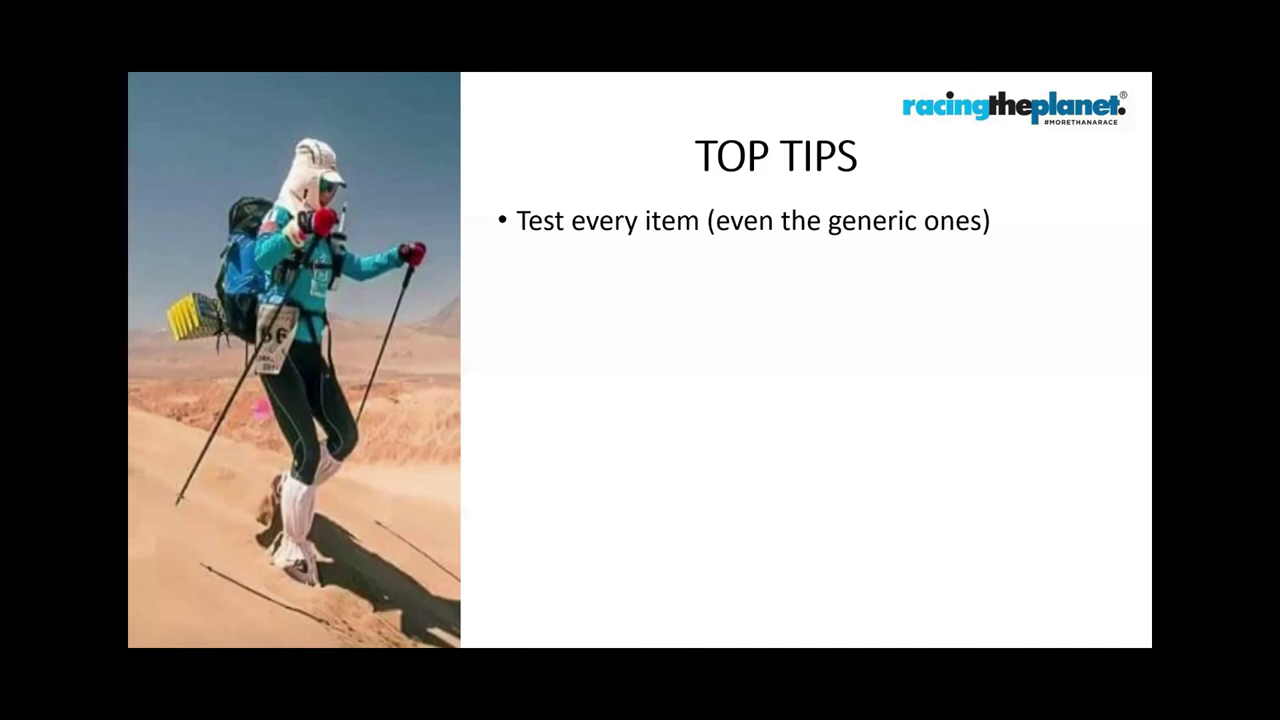 racingtheplanet.®
#MORETHANARACE
TOP TIPS
• Test every item (even the generic ones)